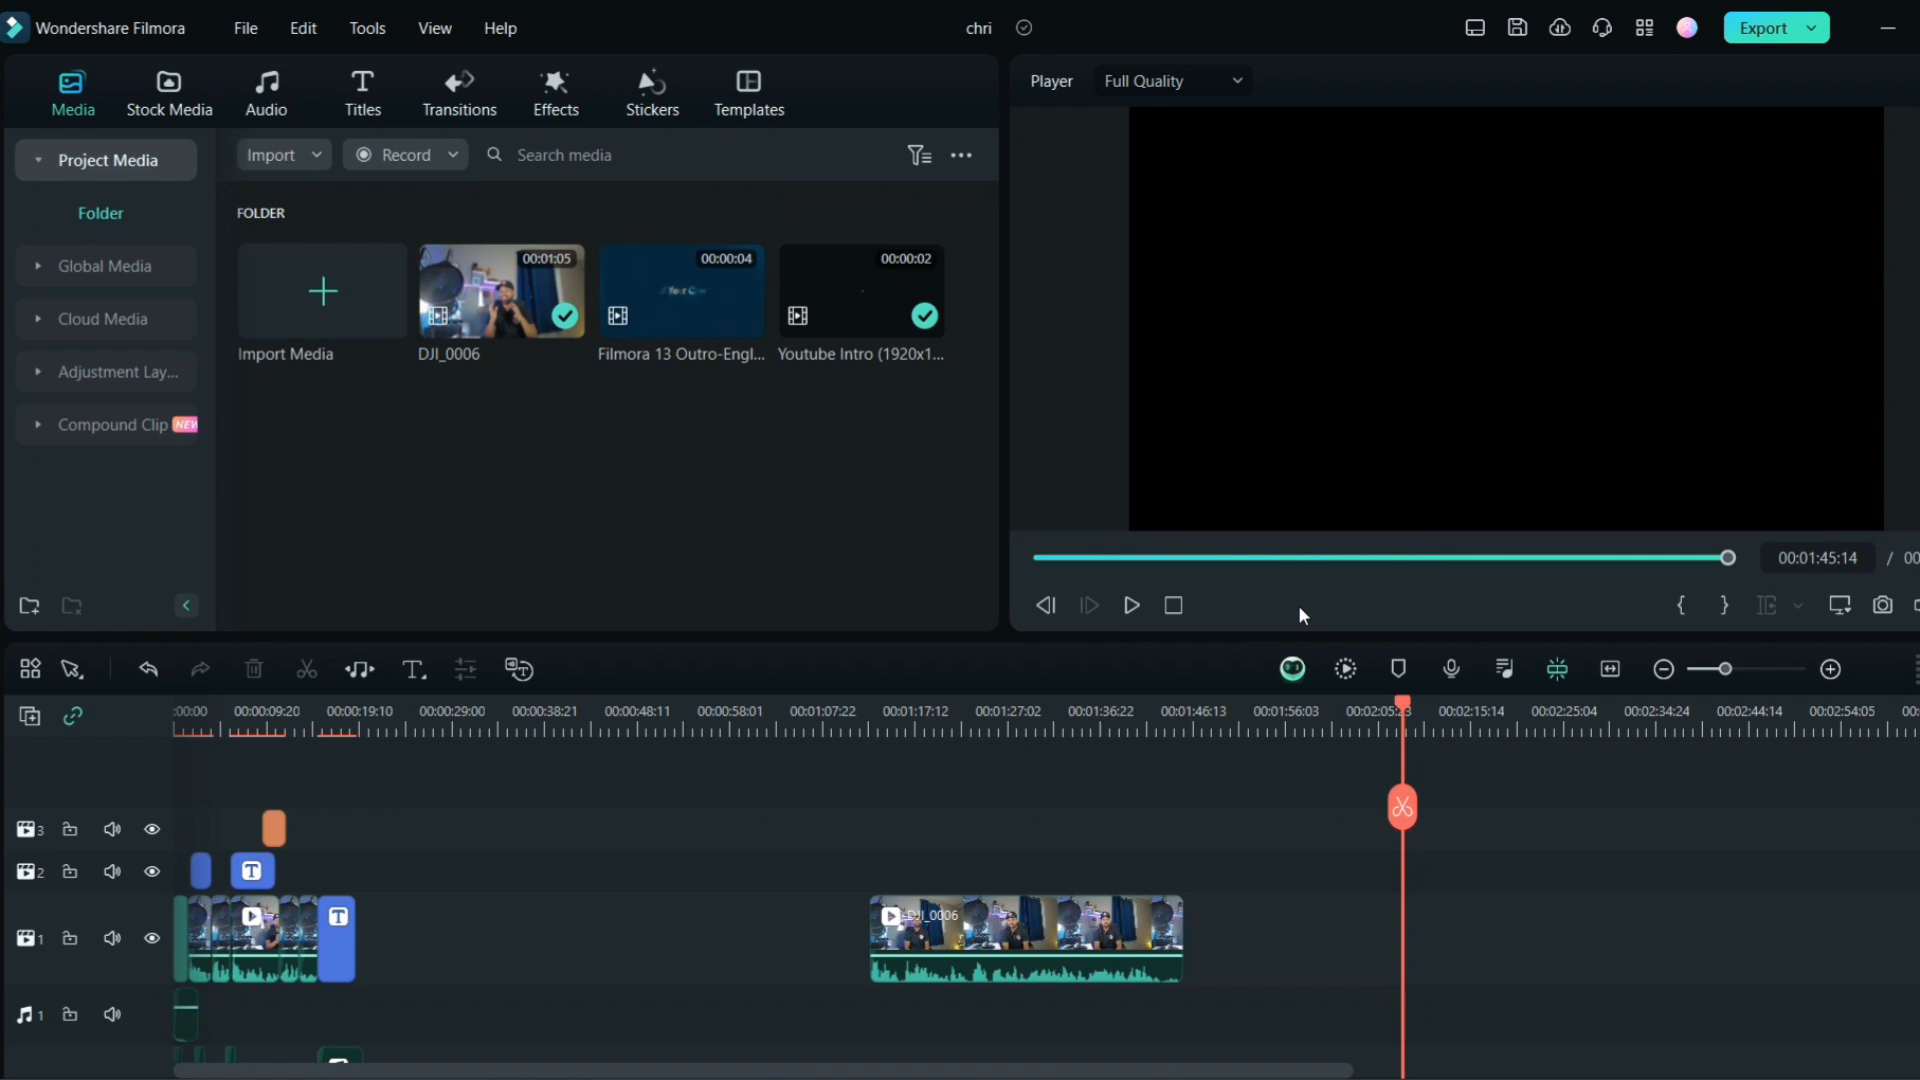 Wondershare Filmora File Edit Tools View Help chri Export
Media Stock Media Audio Titles Transitions Effects Stickers Templates
Player Full Quality
Project Media
Import Record Search media
Folder
FOLDER
Global Media
Cloud Media
Adjustment Lay...
Compound Clip NEW
00:01:05 00:00:04 00:00:02
Import Media DJI_0006 Filmora 13 Outro-Engl... Youtube Intro (1920x1...
00:01:45:14 / 00
:00:00 00:00:09:20 00:00:19:10 00:00:29:00 00:00:38:21 00:00:48:11 00:00:58:01 00:01:07:22 00:01:17:12 00:01:27:02 00:01:36:22 00:01:46:13 00:01:56:03 00:02:05:23 00:02:15:14 00:02:25:04 00:02:34:24 00:02:44:14 00:02:54:05 00:
3
2 T
1 T DJI_0006
1